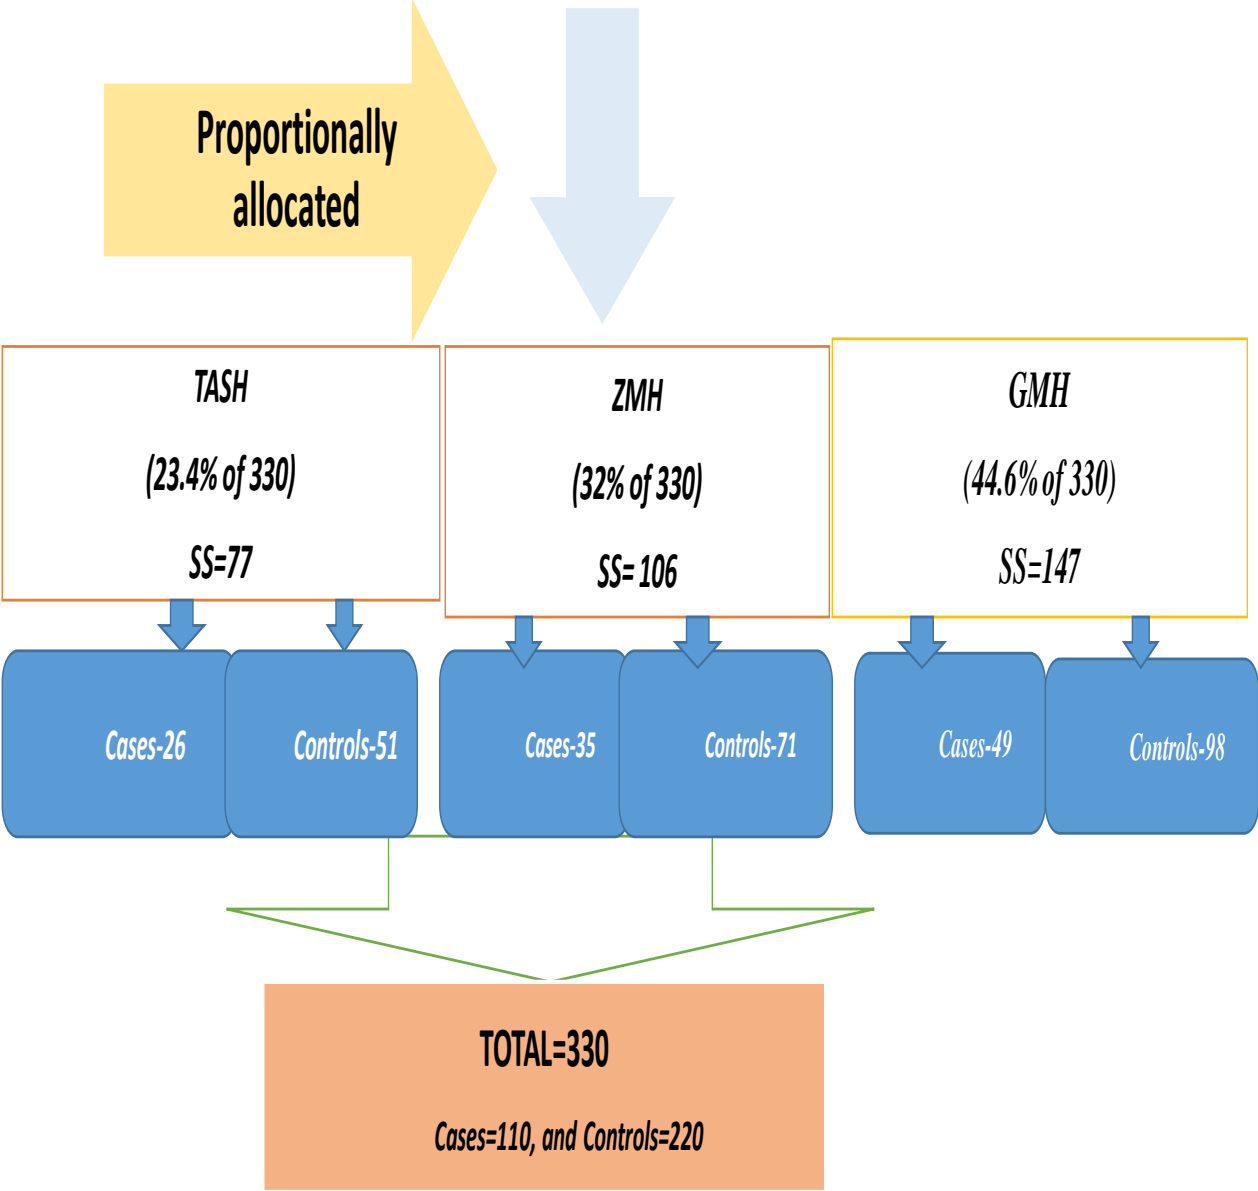 Proportionally
allocated
TASH
(23.4% of 330)
SS=77
ZMH
(32% of 330)
SS= 106
GMH
(44.6% of 330)
SS=147
Cases-26
Controls-51
Cases-35
Controls-71
Cases-49
Controls-98
TOTAL=330
Cases=110, and Controls=220